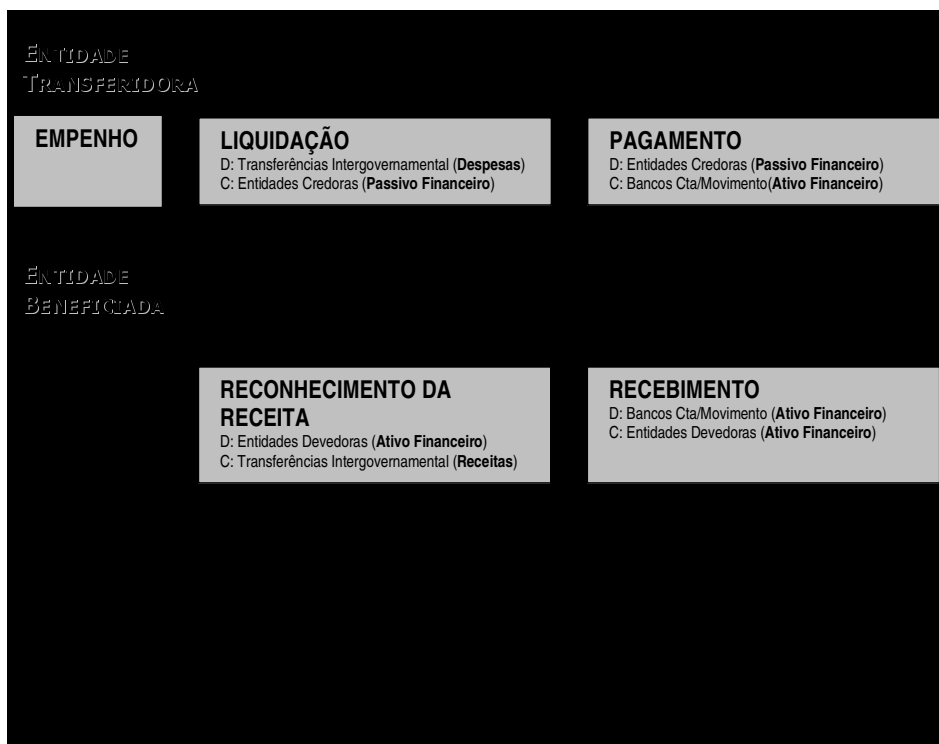 ENTIDADE
TRANSFERIDORA
EMPENHO
LIQUIDAÇÃO
D: Transferências Intergovernamental (Despesas)
C: Entidades Credoras (Passivo Financeiro)
PAGAMENTO
D: Entidades Credoras (Passivo Financeiro)
C: Bancos Cta/Movimento(Ativo Financeiro)
ENTIDADE
BENEFICIADA
RECONHECIMENTO DA
RECEITA
D: Entidades Devedoras (Ativo Financeiro)
C: Transferências Intergovernamental (Receitas)
RECEBIMENTO
D: Bancos Cta/Movimento (Ativo Financeiro)
C: Entidades Devedoras (Ativo Financeiro)